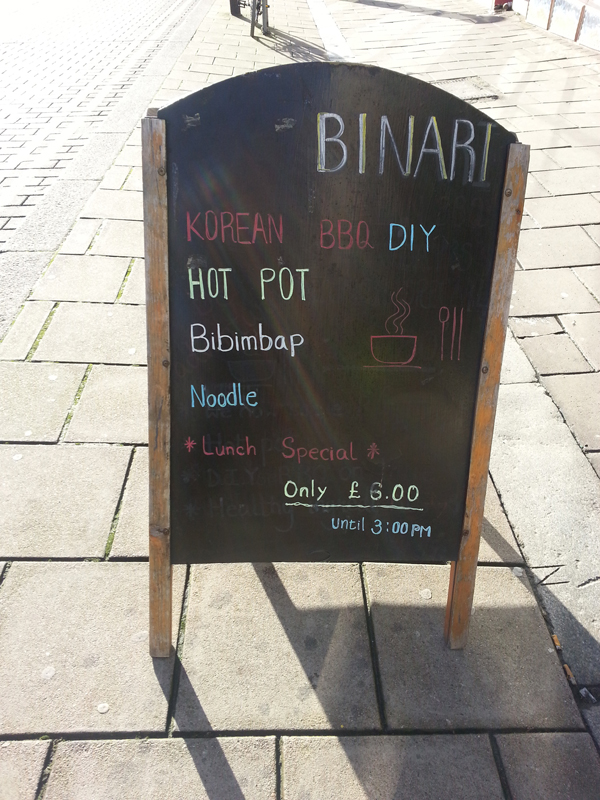 BINARI
KOREAN BBQ DIY
HOT POT
Bibimbap
Noodle
*Lunch Special*
Only £6.00
Until 3:00PM